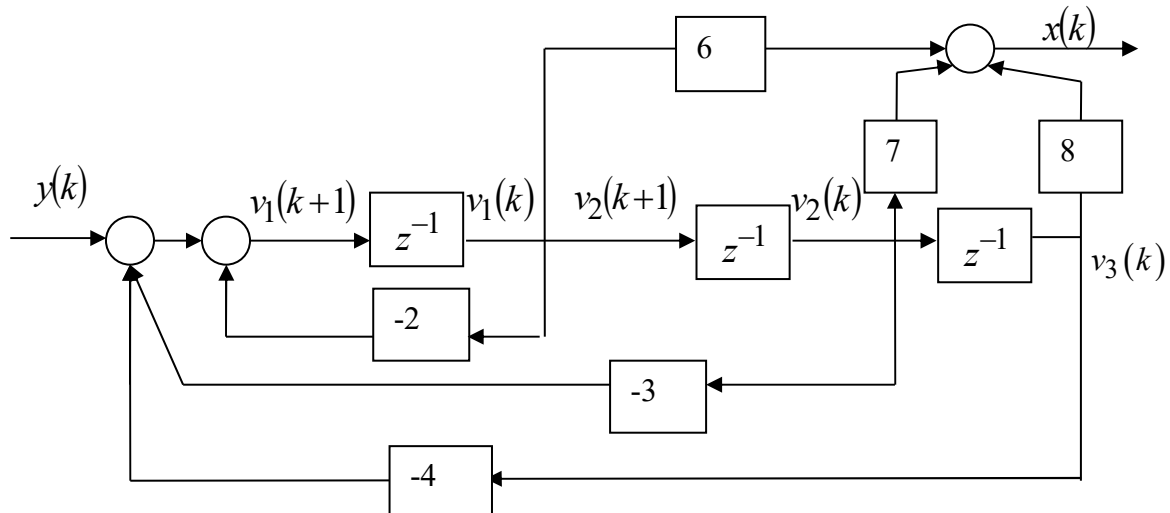 6
x(k)
7
8
y(k)
v₁(k+1)
z⁻¹
v₁(k)
v₂(k+1)
z⁻¹
v₂(k)
z⁻¹
v₃(k)
-2
-3
-4